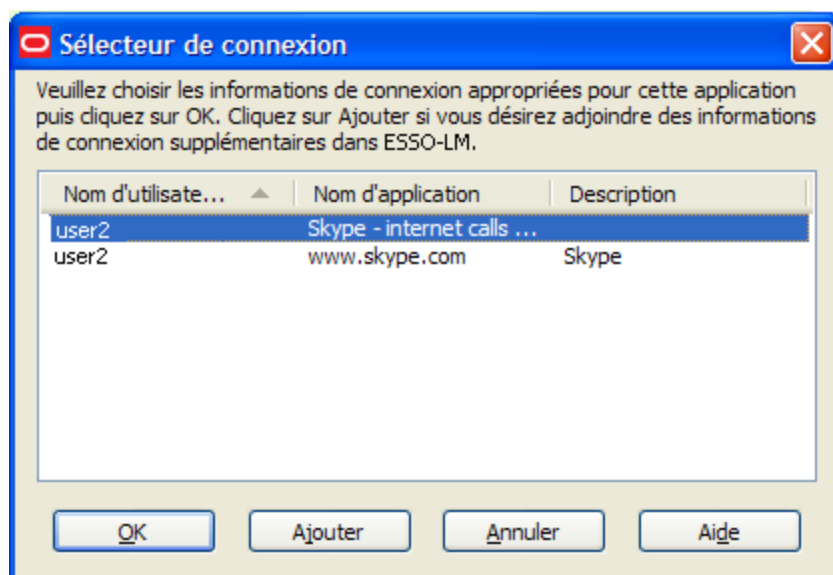 Sélecteur de connexion
Veuillez choisir les informations de connexion appropriées pour cette application
puis cliquez sur OK. Cliquez sur Ajouter si vous désirez adjoindre des informations
de connexion supplémentaires dans ESSO-LM.
Nom d'utilisate... Nom d'application Description
user2 Skype - internet calls ...
user2 www.skype.com Skype
OK Ajouter Annuler Aide